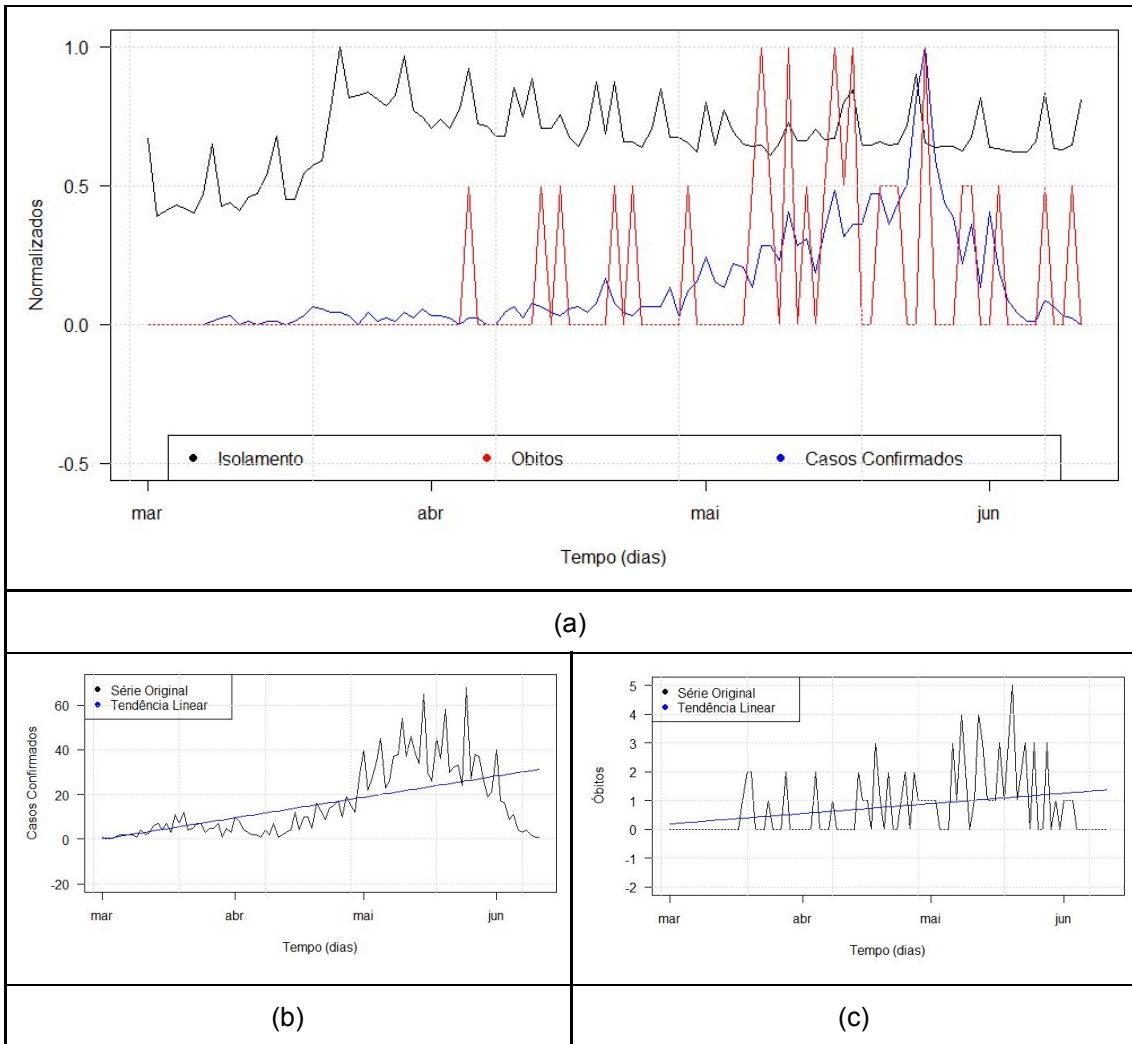 1.0
0.5
0.0
-0.5
Normalizados
Isolamento
Obitos
Casos Confirmados
mar
abr
mai
jun
Tempo (dias)
(a)
Série Original
Tendência Linear
60
40
20
0
-20
Casos Confirmados
mar
abr
mai
jun
Tempo (dias)
(b)
Série Original
Tendência Linear
5
4
3
2
1
0
-1
-2
Óbitos
mar
abr
mai
jun
Tempo (dias)
(c)